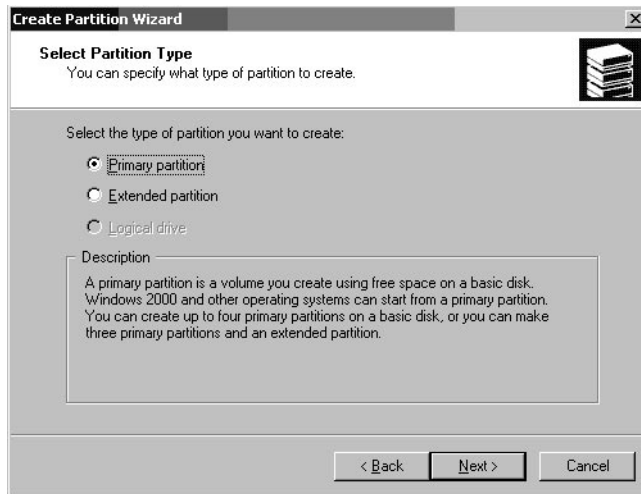 Create Partition Wizard
Select Partition Type
You can specify what type of partition to create.
Select the type of partition you want to create:
Primary partition
Extended partition
Logical drive
Description
A primary partition is a volume you create using free space on a basic disk.
Windows 2000 and other operating systems can start from a primary partition.
You can create up to four primary partitions on a basic disk, or you can make
three primary partitions and an extended partition.
< Back Next > Cancel